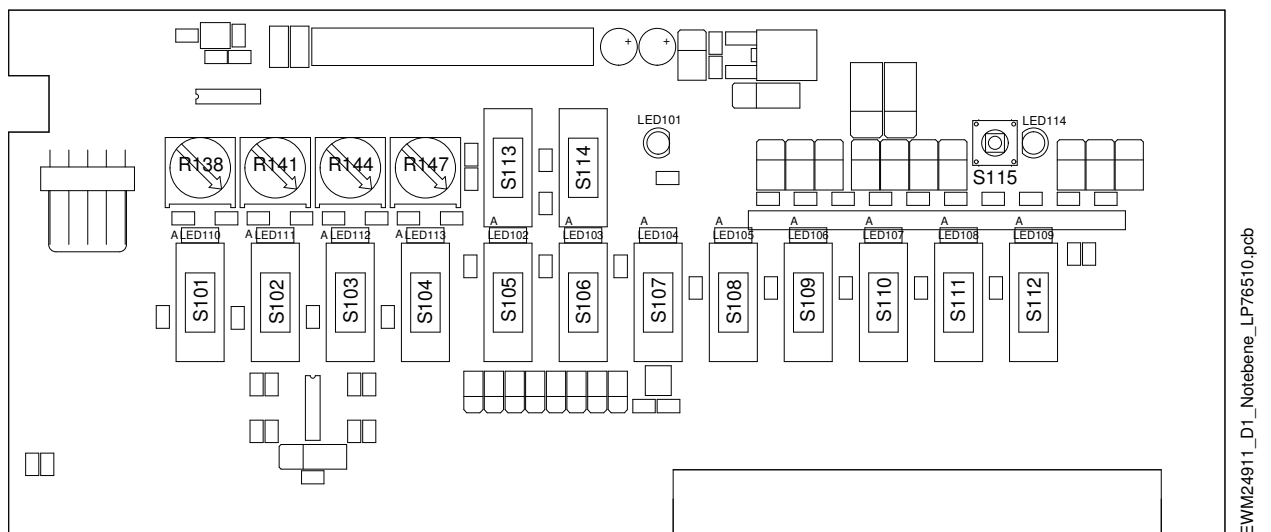 LED101
LED114
R138 R141 R144 R147 S113 S114
S115
A A A A A A A A A A A A
LED110 LED111 LED112 LED113 LED102 LED103 LED104 LED105 LED106 LED107 LED108 LED109
S101 S102 S103 S104 S105 S106 S107 S108 S109 S110 S111 S112
EWM24911_D1_Notebene_LP76510.pcb